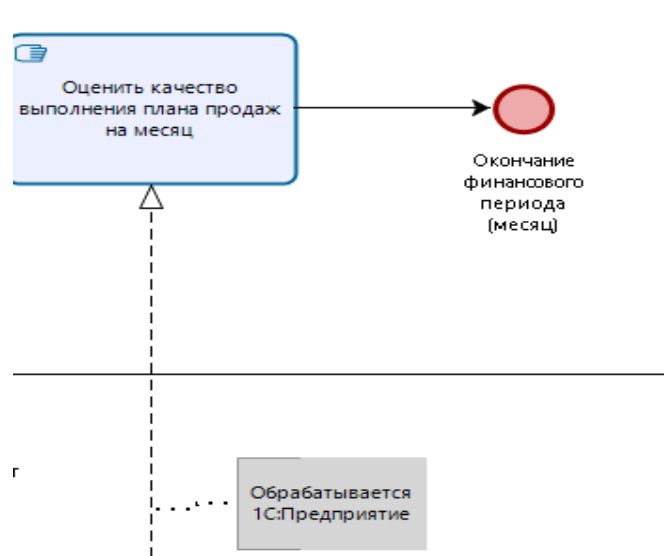 Оценить качество
выполнения плана продаж
на месяц
Окончание
финансового
периода
(месяц)
г
Обрабатывается
1С:Предприятие